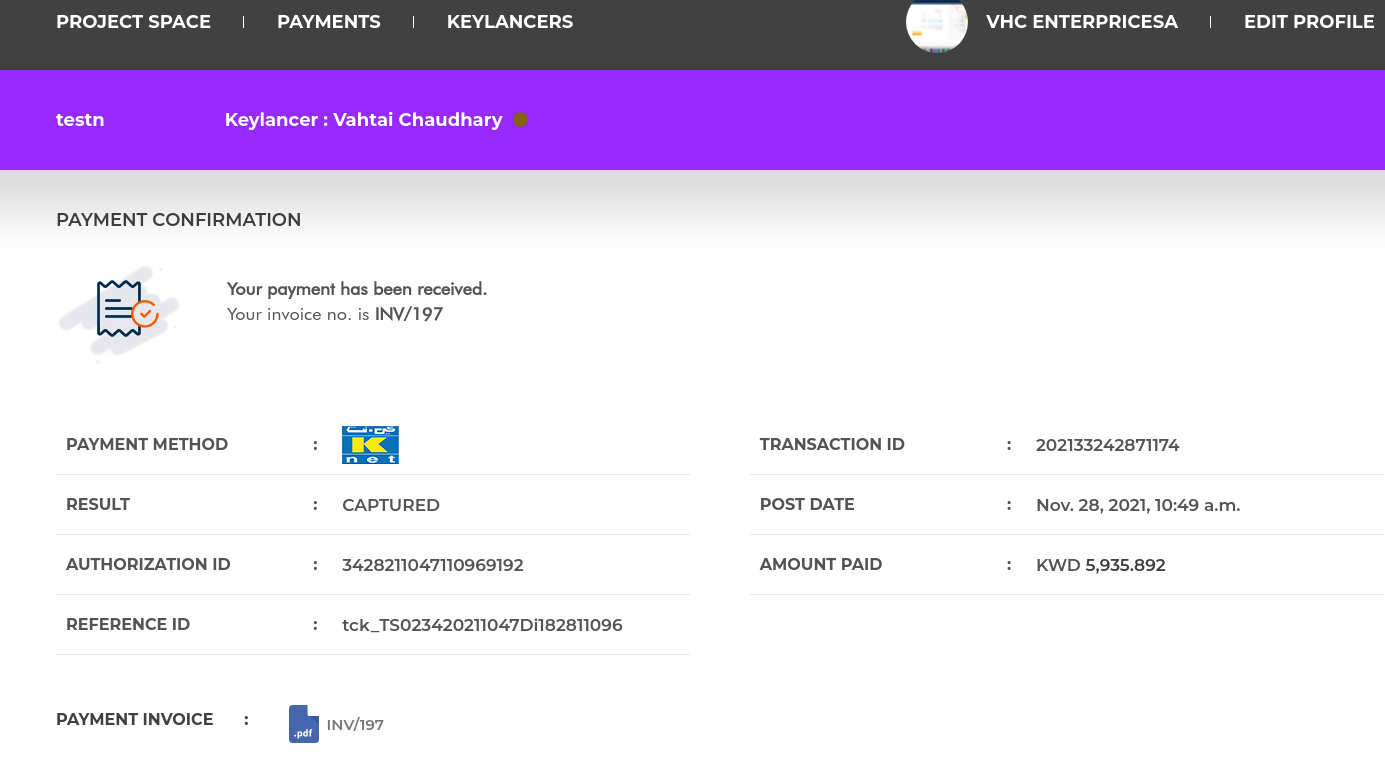 PROJECT SPACE | PAYMENTS | KEYLANCERS VHC ENTERPRICESA | EDIT PROFILE
testn Keylancer : Vahtai Chaudhary
PAYMENT CONFIRMATION
Your payment has been received.
Your invoice no. is INV/197
PAYMENT METHOD : كي نت K net
TRANSACTION ID : 202133242871174
RESULT : CAPTURED
POST DATE : Nov. 28, 2021, 10:49 a.m.
AUTHORIZATION ID : 3428211047110969192
AMOUNT PAID : KWD 5,935.892
REFERENCE ID : tck_TS023420211047Di182811096
PAYMENT INVOICE : .pdf INV/197